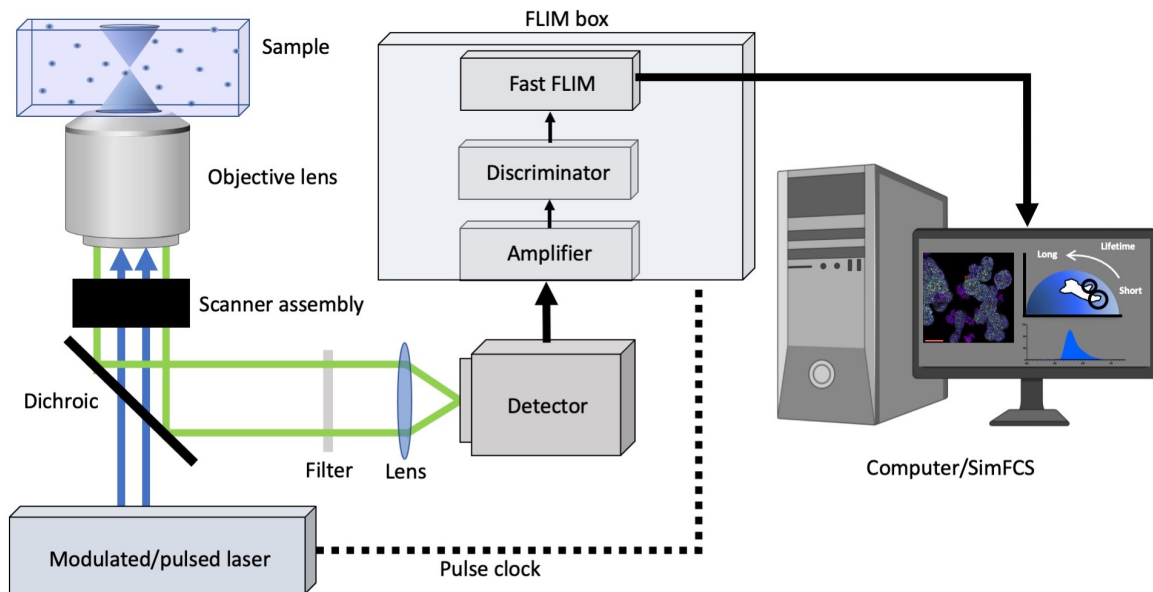 FLIM box
Sample
Fast FLIM
Objective lens
Discriminator
Amplifier
Lifetime
Long
Short
Scanner assembly
Dichroic
Detector
Filter
Lens
Computer/SimFCS
Modulated/pulsed laser
Pulse clock